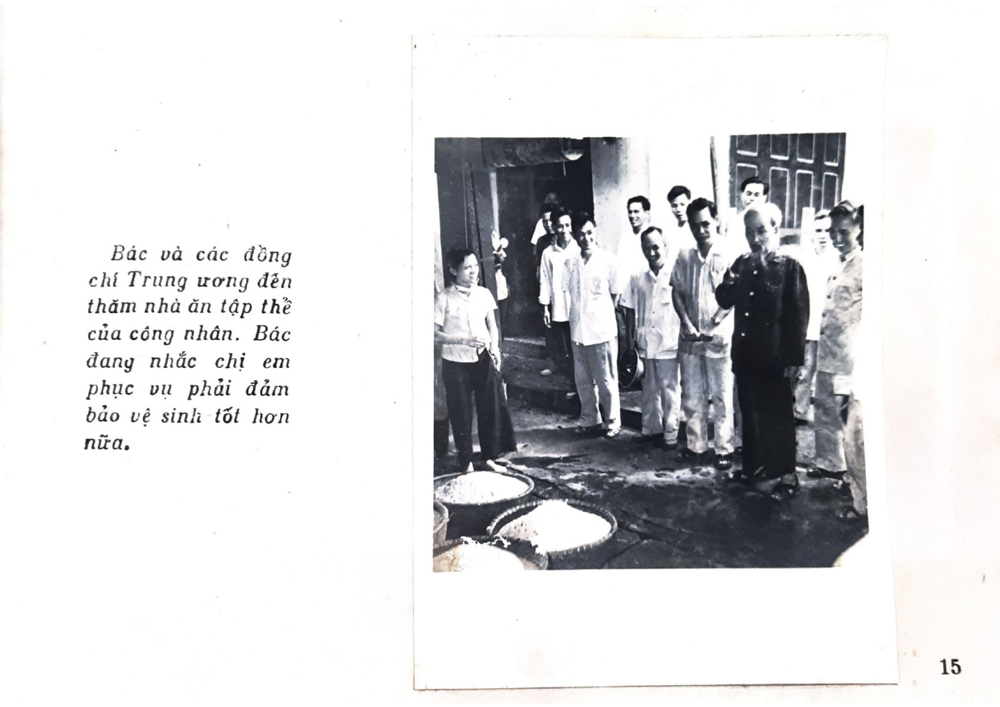 Bác và các đồng
chí Trung ương đến
thăm nhà ăn tập thể
của công nhân. Bác
đang nhắc chị em
phục vụ phải đảm
bảo vệ sinh tốt hơn
nữa.
15